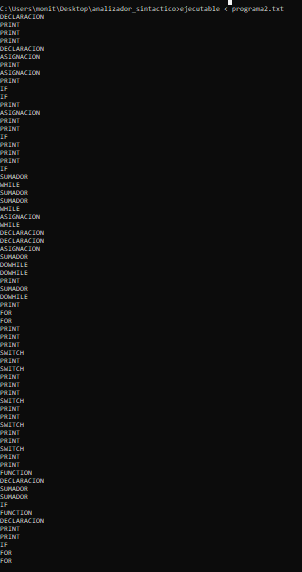 C:\Users\monit\Desktop\analizador_sintactico>ejecutable < programa2.txt
DECLARACION
PRINT
PRINT
PRINT
DECLARACION
ASIGNACION
PRINT
ASIGNACION
PRINT
IF
IF
PRINT
ASIGNACION
PRINT
PRINT
IF
PRINT
PRINT
PRINT
IF
SUMADOR
WHILE
SUMADOR
SUMADOR
WHILE
ASIGNACION
WHILE
DECLARACION
DECLARACION
ASIGNACION
SUMADOR
DOWHILE
DOWHILE
PRINT
SUMADOR
DOWHILE
PRINT
FOR
FOR
PRINT
PRINT
PRINT
SWITCH
PRINT
SWITCH
PRINT
PRINT
PRINT
SWITCH
PRINT
PRINT
SWITCH
PRINT
PRINT
SWITCH
PRINT
PRINT
FUNCTION
DECLARACION
SUMADOR
SUMADOR
IF
FUNCTION
DECLARACION
PRINT
PRINT
IF
FOR
FOR